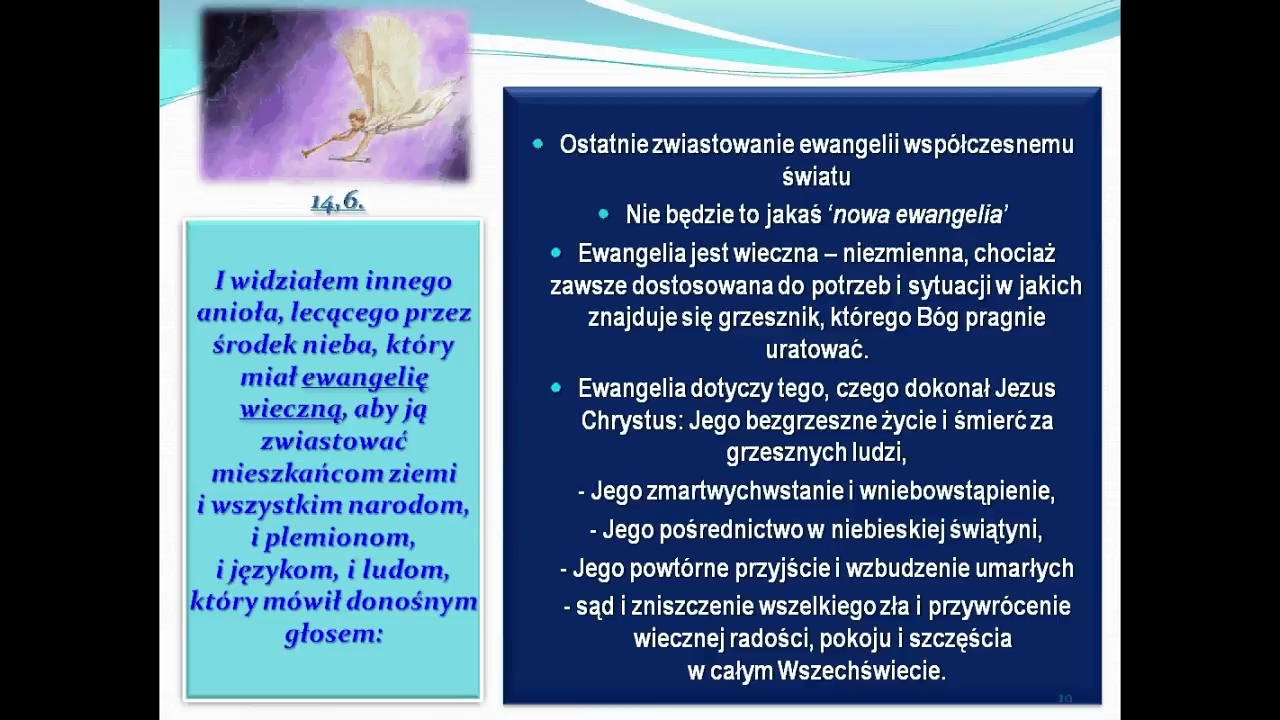 14,6.
I widziałem innego
anioła, lecącego przez
środek nieba, który
miał ewangelię
wieczną, aby ją
zwiastować
mieszkańcom ziemi
i wszystkim narodom,
i plemionom,
i językom, i ludom,
który mówił donośnym
głosem:
• Ostatnie zwiastowanie ewangelii współczesnemu
światu
• Nie będzie to jakaś ‘nowa ewangelia’
• Ewangelia jest wieczna – niezmienna, chociaż
zawsze dostosowana do potrzeb i sytuacji w jakich
znajduje się grzesznik, którego Bóg pragnie
uratować.
• Ewangelia dotyczy tego, czego dokonał Jezus
Chrystus: Jego bezgrzeszne życie i śmierć za
grzesznych ludzi,
- Jego zmartwychwstanie i wniebowstąpienie,
- Jego pośrednictwo w niebieskiej świątyni,
- Jego powtórne przyjście i wzbudzenie umarłych
- sąd i zniszczenie wszelkiego zła i przywrócenie
wiecznej radości, pokoju i szczęścia
w całym Wszechświecie.